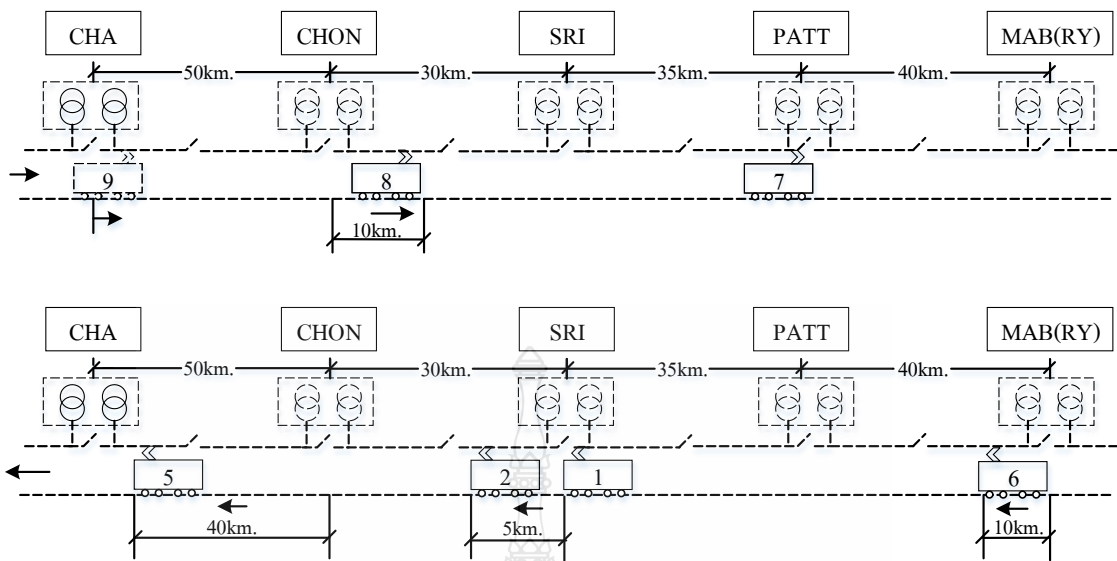 CHA CHON SRI PATT MAB(RY)
50km. 30km. 35km. 40km.
9 8 7
10km.
CHA CHON SRI PATT MAB(RY)
50km. 30km. 35km. 40km.
5 2 1 6
40km. 5km. 10km.